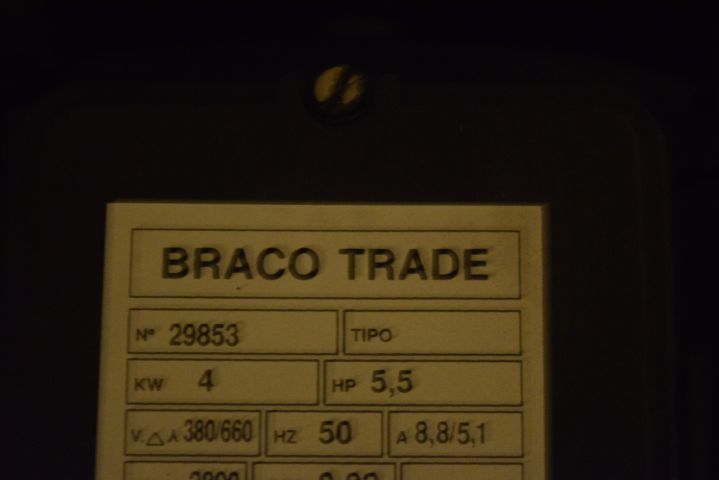 BRACO TRADE
Nº 29853 TIPO
KW 4 HP 5,5
V. △ ⅄ 380/660 HZ 50 A 8,8/5,1